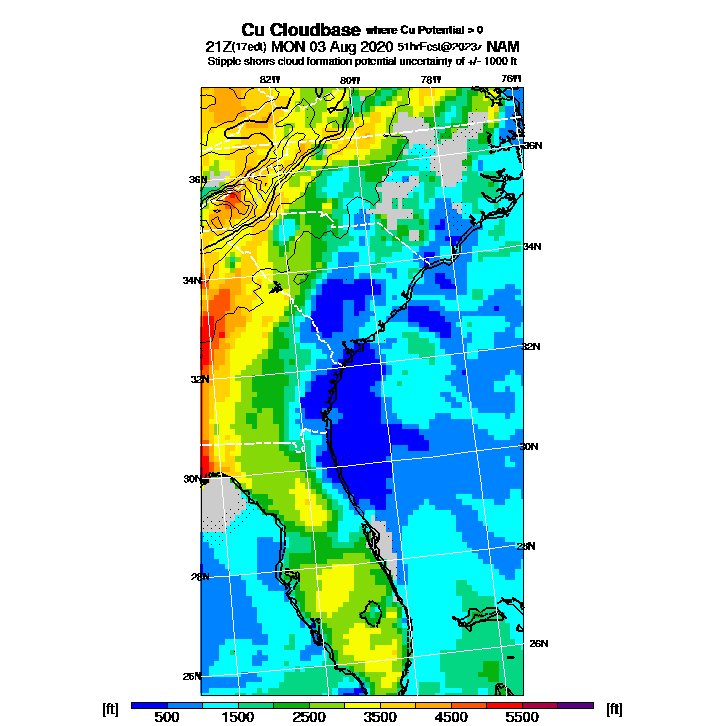 Cu Cloudbase where Cu Potential > 0
21Z(17edt) MON 03 Aug 2020 51hrFcst@2023z NAM
Stipple shows cloud formation potential uncertainty of +/- 1000 ft
82W 80W 78W 76W
36N
36N
34N
34N
32N
32N
30N
30N
28N
28N
26N
26N
[ft] [ft]
500 1500 2500 3500 4500 5500